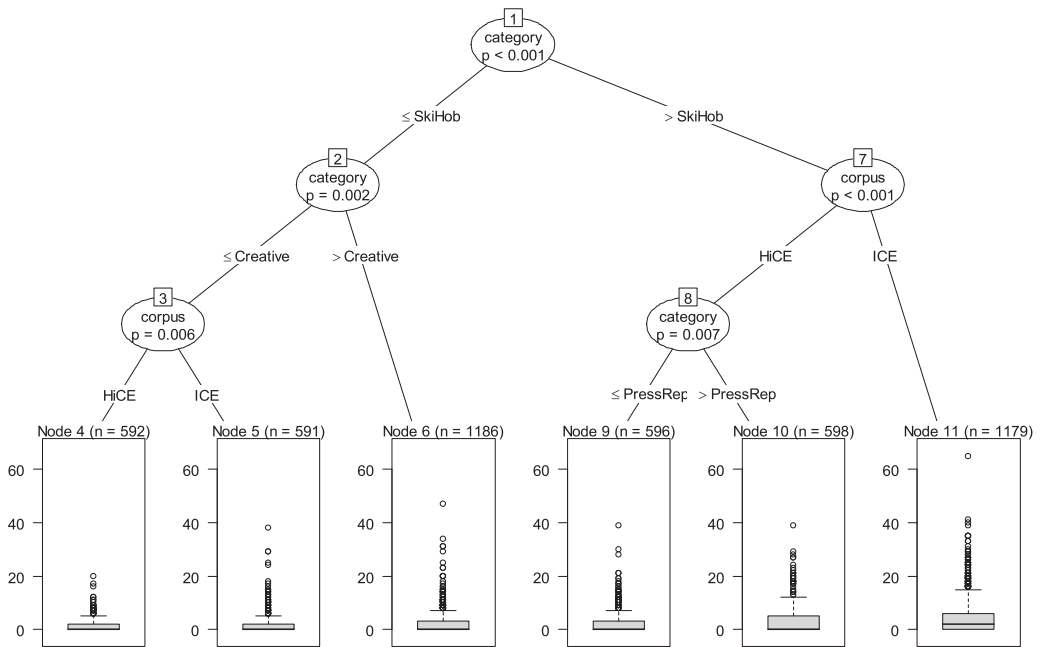 1
category
p < 0.001
≤ SkiHob
> SkiHob
2
category
p = 0.002
7
corpus
p < 0.001
≤ Creative
> Creative
HiCE
ICE
3
corpus
p = 0.006
8
category
p = 0.007
HiCE
ICE
≤ PressRep
> PressRep
Node 4 (n = 592)
0
20
40
60
Node 5 (n = 591)
0
20
40
60
Node 6 (n = 1186)
0
20
40
60
Node 9 (n = 596)
0
20
40
60
Node 10 (n = 598)
0
20
40
60
Node 11 (n = 1179)
0
20
40
60